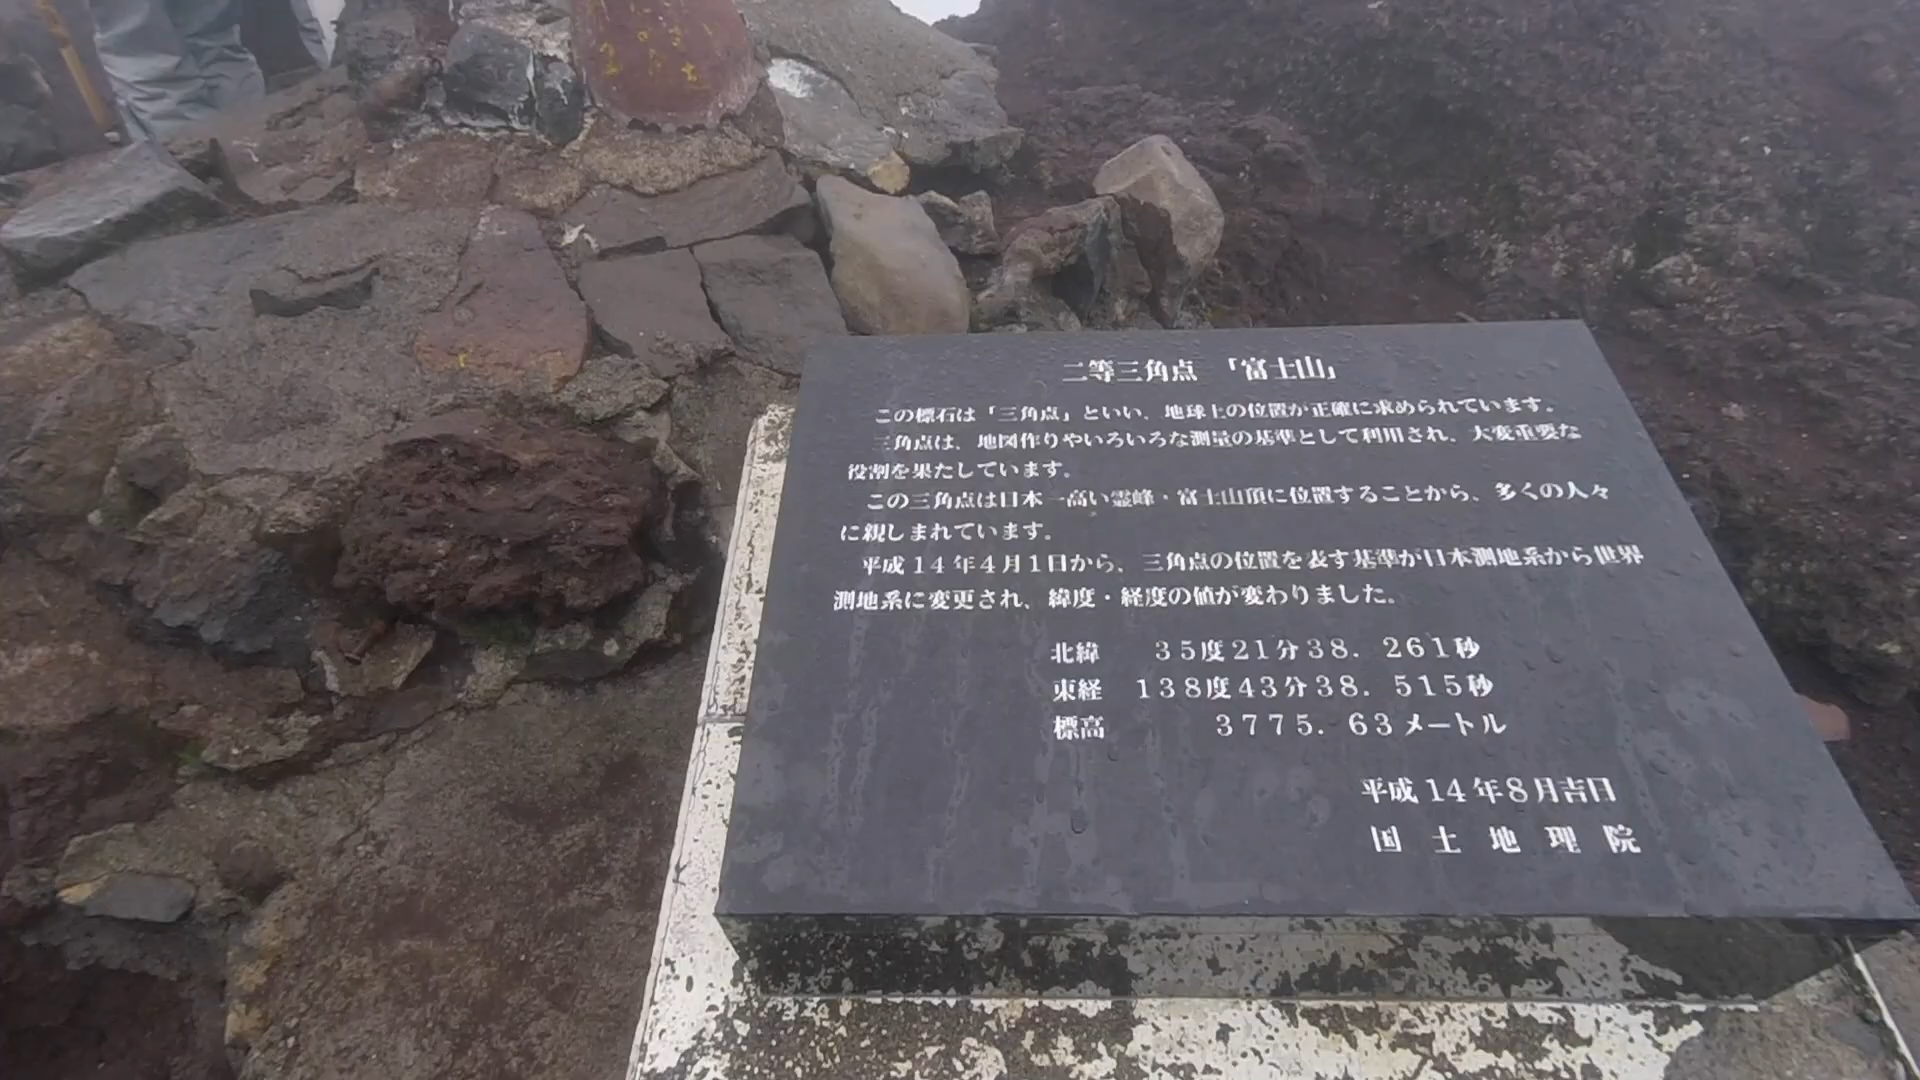 二等三角点 「富士山」
この標石は「三角点」といい、地球上の位置が正確に求められています。
三角点は、地図作りやいろいろな測量の基準として利用され、大変重要な
役割を果たしています。
この三角点は日本一高い霊峰・富士山頂に位置することから、多くの人々
に親しまれています。
平成14年4月1日から、三角点の位置を表す基準が日本測地系から世界
測地系に変更され、緯度・経度の値が変わりました。
北緯 35度21分38.261秒
東経 138度43分38.515秒
標高 3775.63メートル
平成14年8月吉日
国土地理院